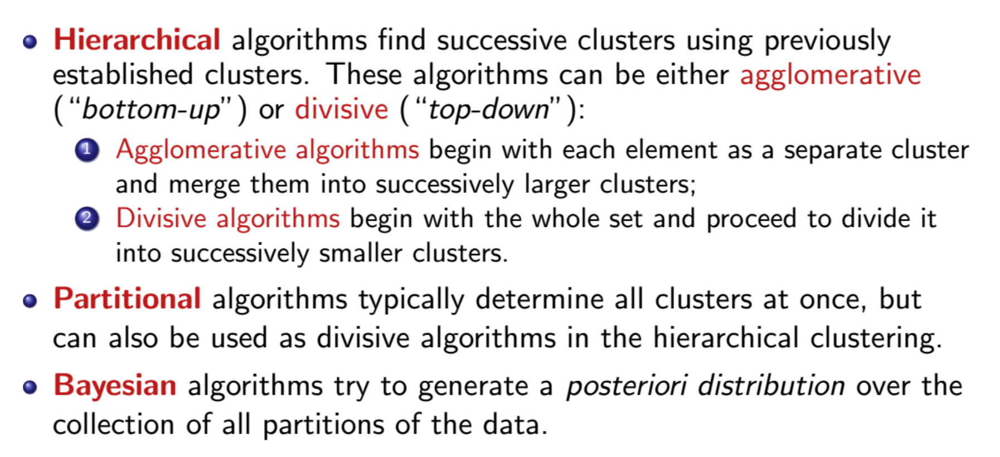 • Hierarchical algorithms find successive clusters using previously
established clusters. These algorithms can be either agglomerative
(“bottom-up”) or divisive (“top-down”):
1 Agglomerative algorithms begin with each element as a separate cluster
and merge them into successively larger clusters;
2 Divisive algorithms begin with the whole set and proceed to divide it
into successively smaller clusters.
• Partitional algorithms typically determine all clusters at once, but
can also be used as divisive algorithms in the hierarchical clustering.
• Bayesian algorithms try to generate a posteriori distribution over the
collection of all partitions of the data.